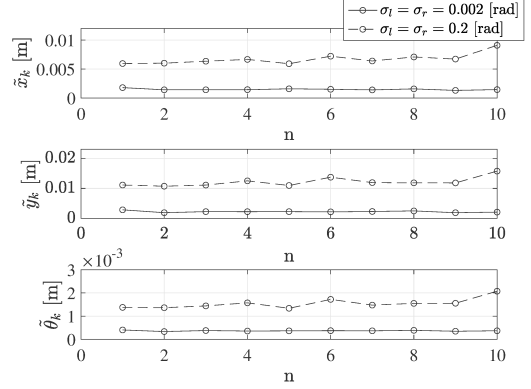 σ_l = σ_r = 0.002 [rad]
σ_l = σ_r = 0.2 [rad]
x̃_k [m]
0.01
0.005
0
0 2 4 6 8 10
n
ỹ_k [m]
0.02
0.01
0
0 2 4 6 8 10
n
×10^-3
θ̃_k [m]
3
2
1
0
0 2 4 6 8 10
n